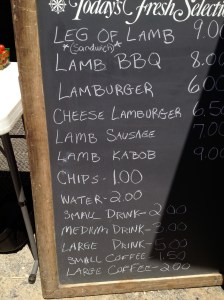 Today's Fresh Selecti
LEG OF LAMB 9.00
*(SANDWICH)*
LAMB BBQ 8.00
LAMBURGER 6.00
CHEESE LAMBURGER 6.50
LAMB SAUSAGE 7.00
LAMB KABOB 9.00
CHIPS - 1.00
WATER - 2.00
SMALL DRINK - 2.00
MEDIUM DRINK - 3.00
LARGE DRINK - 5.00
SMALL COFFEE - 1.50
LARGE COFFEE - 2.00